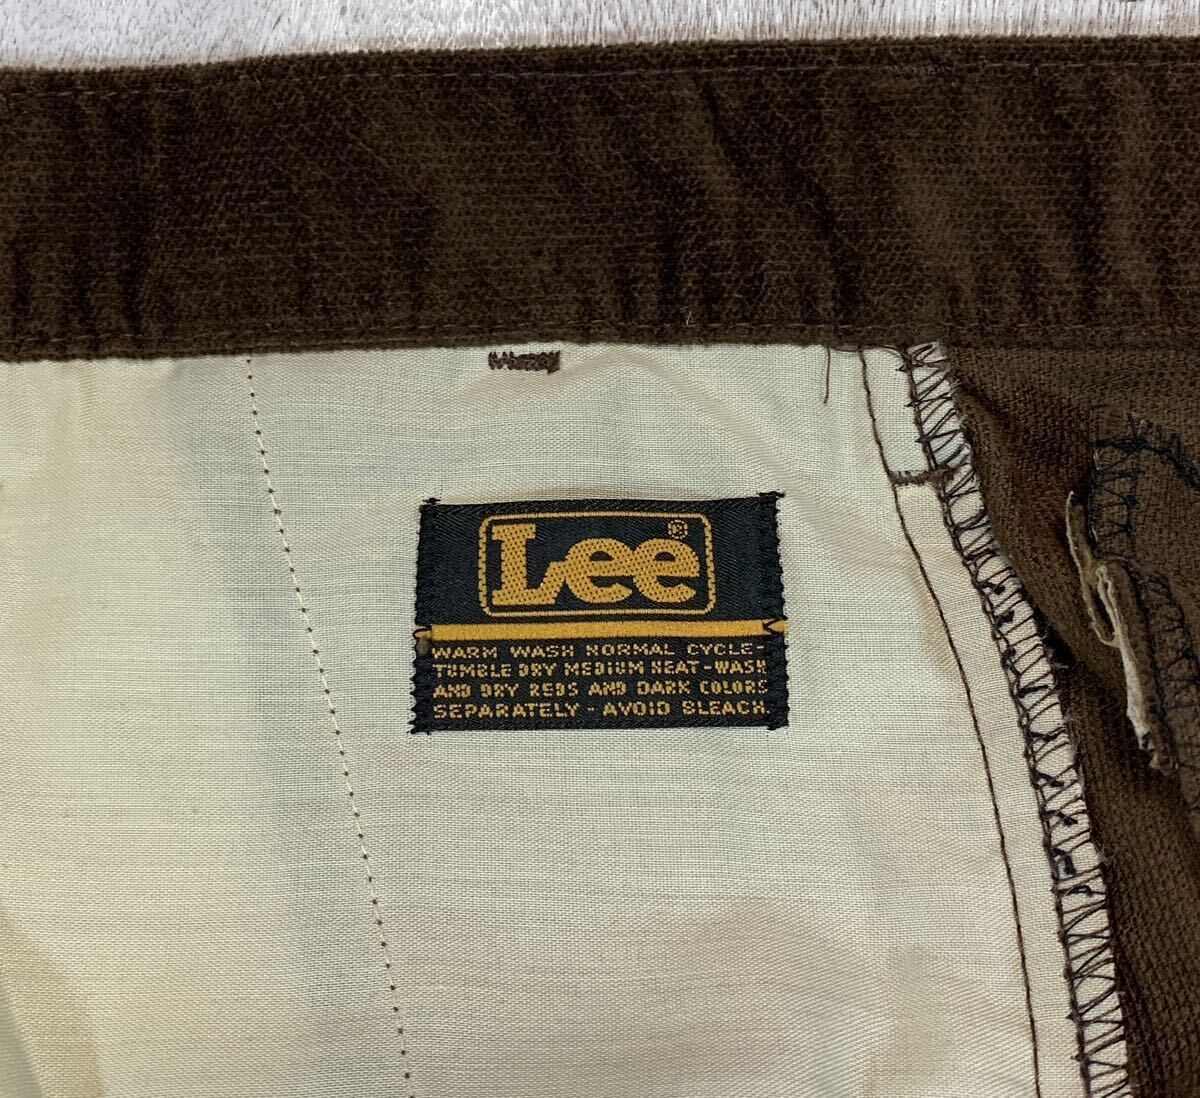 Lee®
WARM WASH NORMAL CYCLE-
TUMBLE DRY MEDIUM HEAT-WASH
AND DRY REDS AND DARK COLORS
SEPARATELY - AVOID BLEACH.